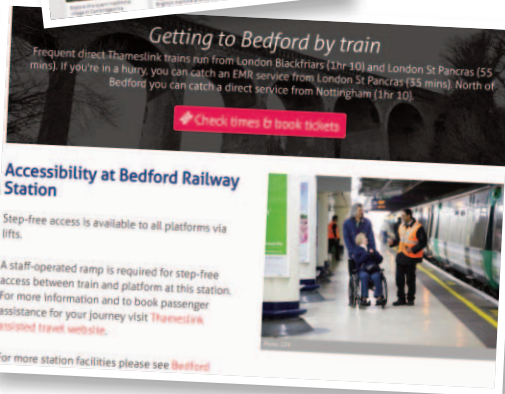 Getting to Bedford by train
Frequent direct Thameslink trains run from London Blackfriars (1hr 10) and London St Pancras (55
mins). If you're in a hurry, you can catch an EMR service from London St Pancras (35 mins). North of
Bedford you can catch a direct service from Nottingham (1hr 10).
Check times & book tickets
Accessibility at Bedford Railway
Station
Step-free access is available to all platforms via
lifts.
A staff-operated ramp is required for step-free
access between train and platform at this station.
For more information and to book passenger
assistance for your journey visit Thameslink
assisted travel website.
For more station facilities please see Bedford